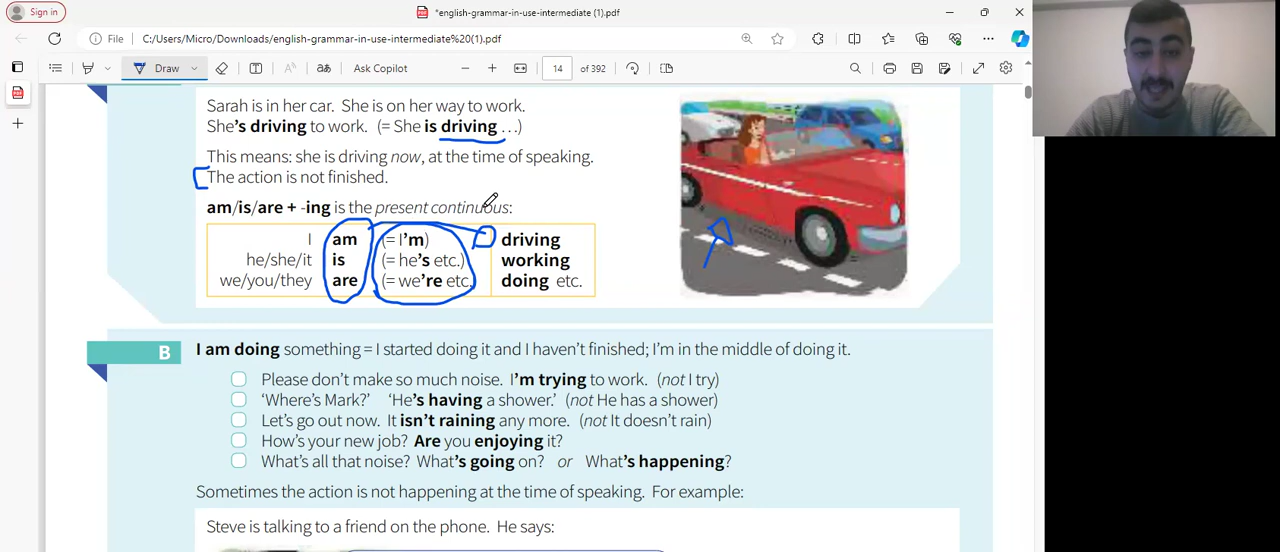 Sign in
*english-grammar-in-use-intermediate (1).pdf
File
C:/Users/Micro/Downloads/english-grammar-in-use-intermediate%20(1).pdf
Draw
Ask Copilot
14 of 392
Sarah is in her car. She is on her way to work.
She's driving to work. (= She is driving …)
This means: she is driving now, at the time of speaking.
The action is not finished.
am/is/are + -ing is the present continuous:
I am (= I'm) driving
he/she/it is (= he's etc.) working
we/you/they are (= we're etc. doing etc.
B I am doing something = I started doing it and I haven't finished; I'm in the middle of doing it.
Please don't make so much noise. I'm trying to work. (not I try)
'Where's Mark?' 'He's having a shower.' (not He has a shower)
Let's go out now. It isn't raining any more. (not It doesn't rain)
How's your new job? Are you enjoying it?
What's all that noise? What's going on? or What's happening?
Sometimes the action is not happening at the time of speaking. For example:
Steve is talking to a friend on the phone. He says: